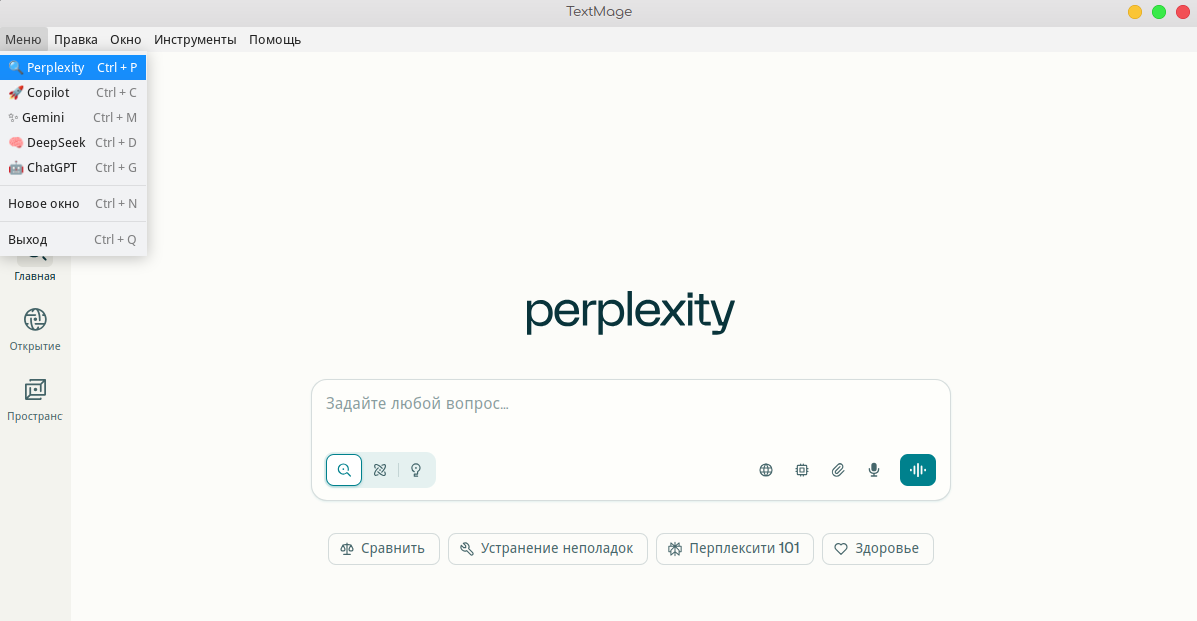 TextMage
Меню Правка Окно Инструменты Помощь
Perplexity Ctrl + P
Copilot Ctrl + C
Gemini Ctrl + M
DeepSeek Ctrl + D
ChatGPT Ctrl + G
Новое окно Ctrl + N
Выход Ctrl + Q
Главная
Открытие
Пространс
perplexity
Задайте любой вопрос...
Сравнить Устранение неполадок Перплексити 101 Здоровье